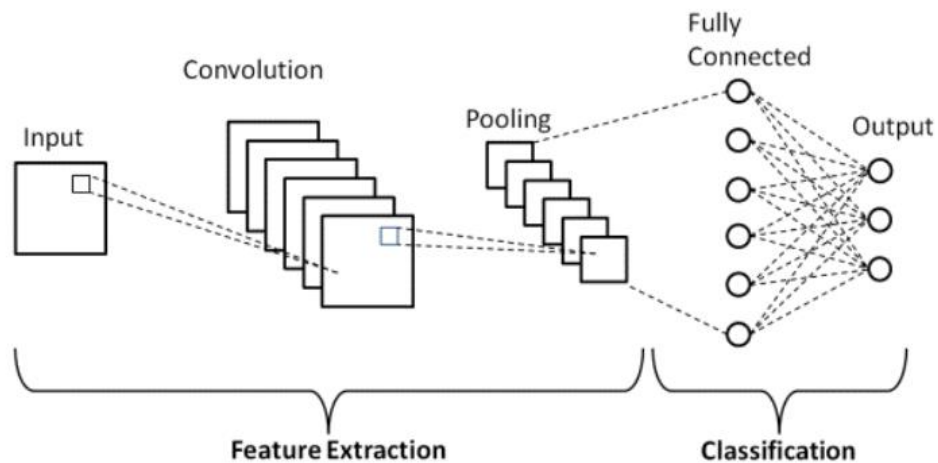 Input
Convolution
Pooling
Fully
Connected
Output
Feature Extraction
Classification